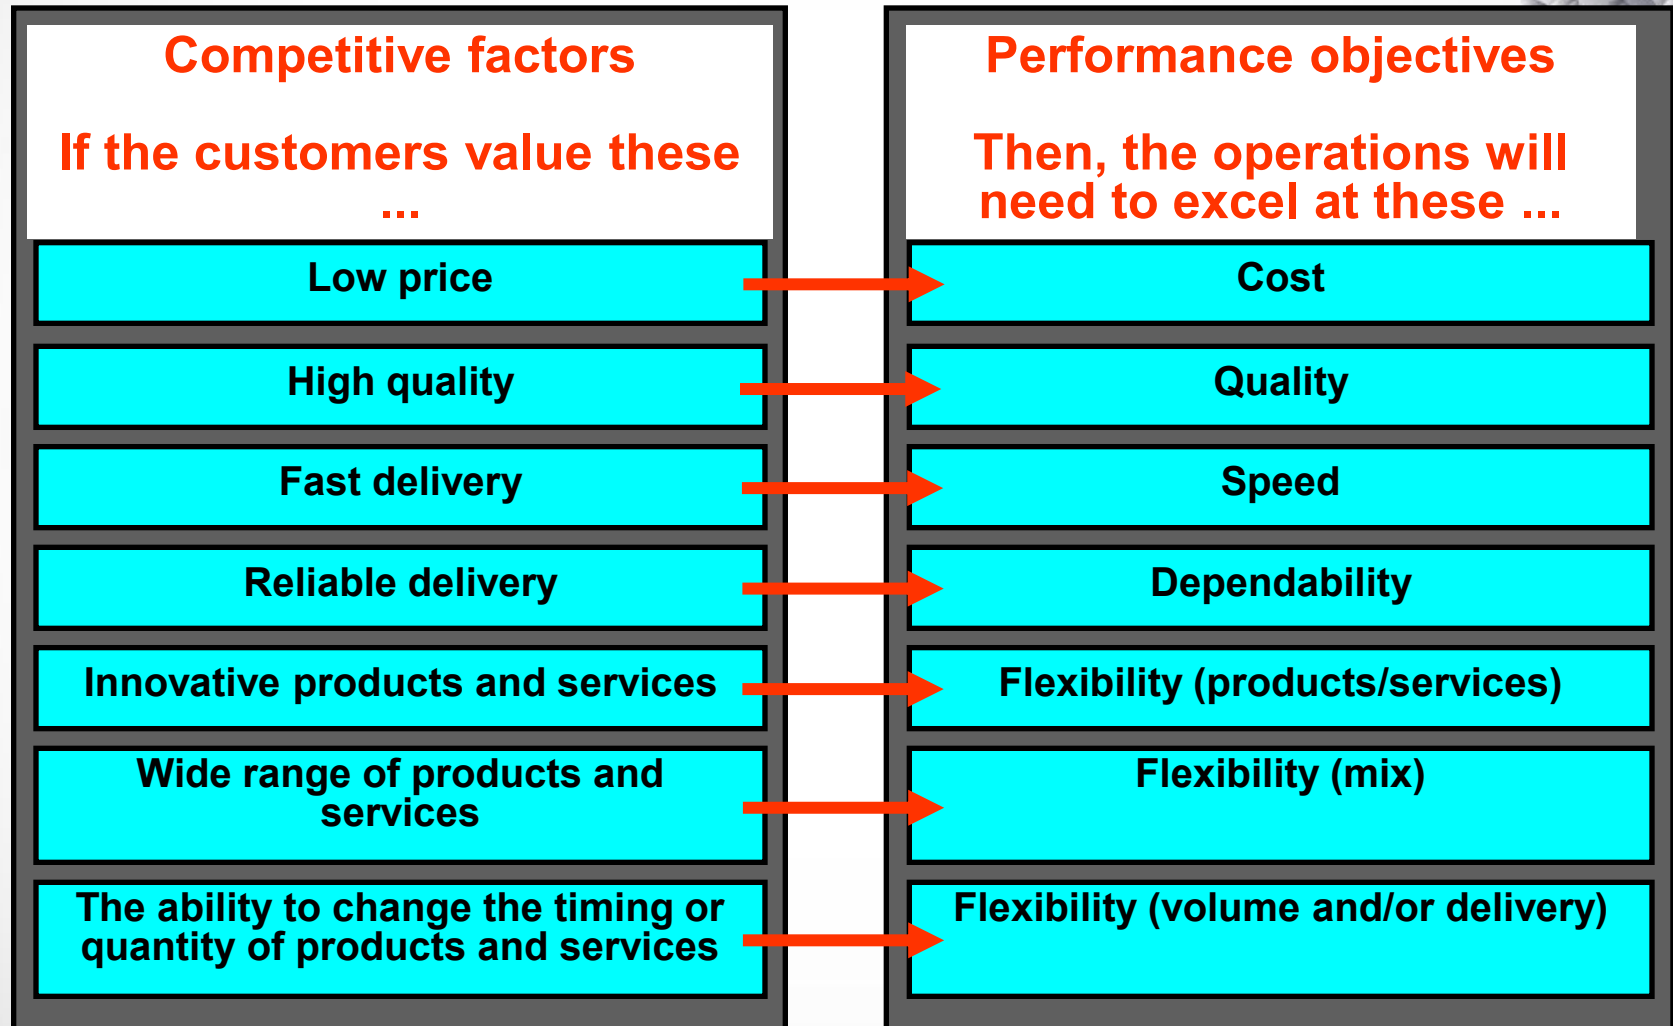 Competitive factors
If the customers value these
...
Low price
High quality
Fast delivery
Reliable delivery
Innovative products and services
Wide range of products and
services
The ability to change the timing or
quantity of products and services
Performance objectives
Then, the operations will
need to excel at these ...
Cost
Quality
Speed
Dependability
Flexibility (products/services)
Flexibility (mix)
Flexibility (volume and/or delivery)